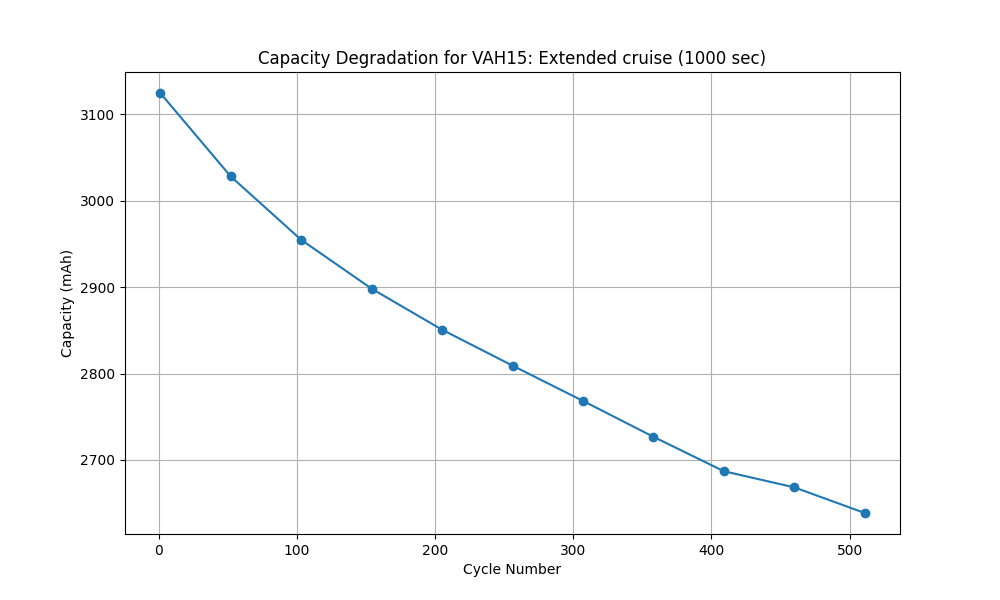 Capacity Degradation for VAH15: Extended cruise (1000 sec)
Capacity (mAh)
3100
3000
2900
2800
2700
0 100 200 300 400 500
Cycle Number